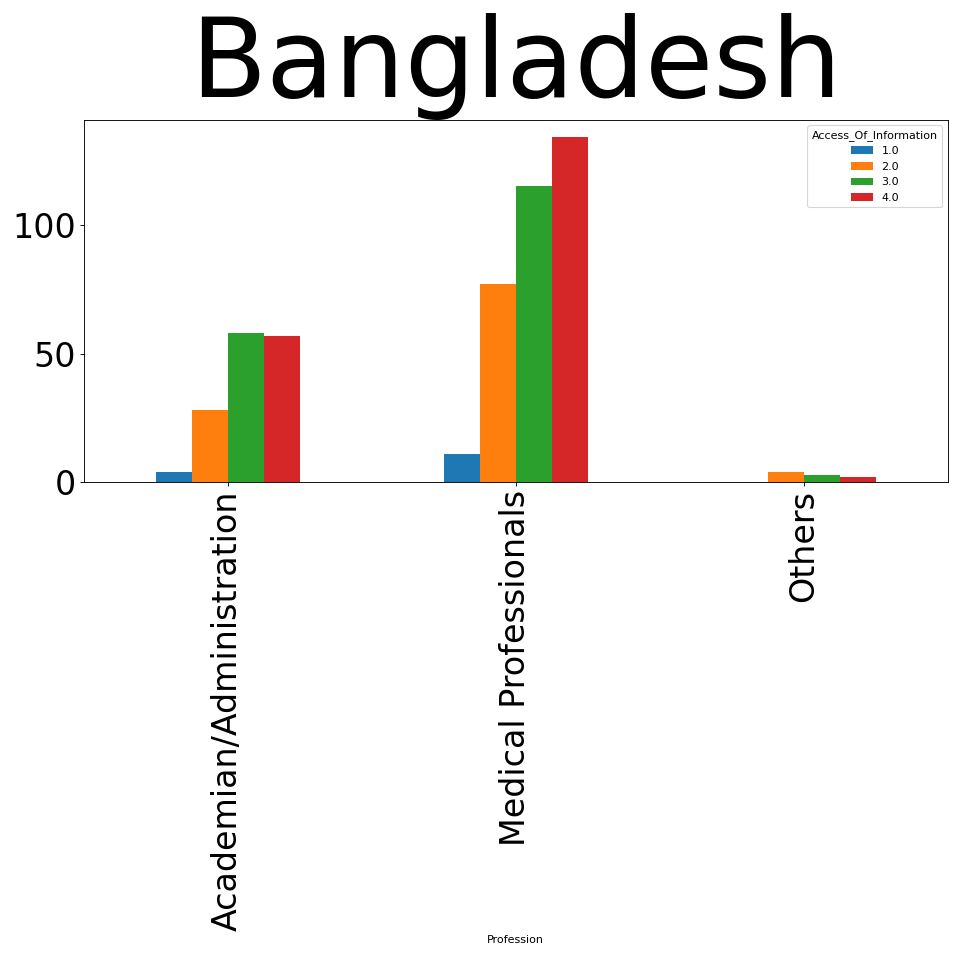 Bangladesh
Access_Of_Information
1.0
2.0
3.0
4.0
100
50
0
Academian/Administration
Medical Professionals
Others
Profession